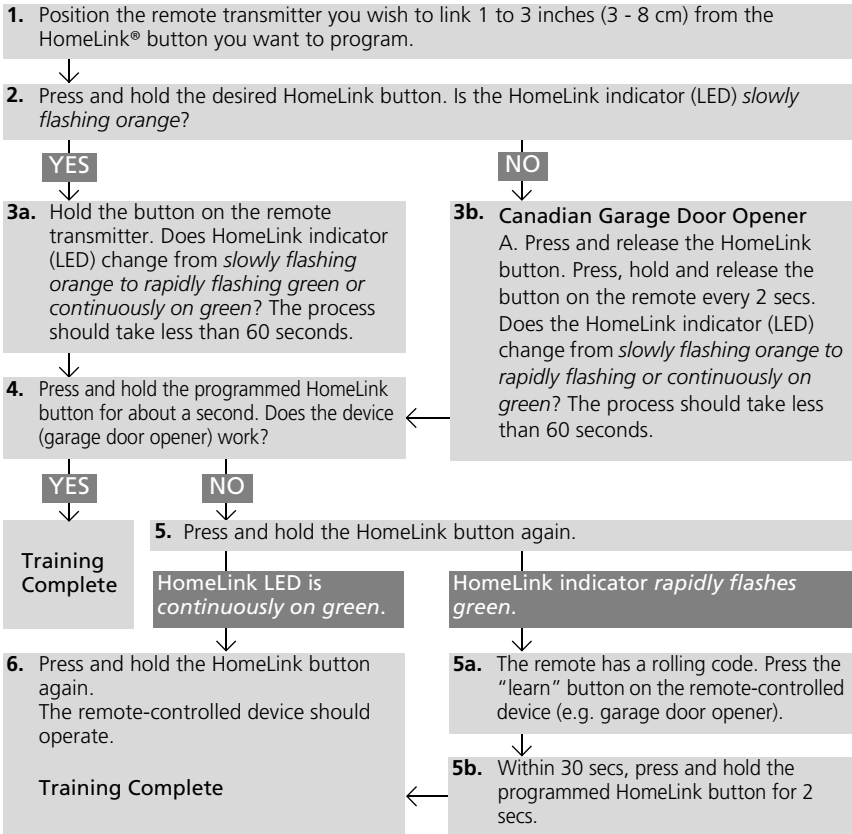 1. Position the remote transmitter you wish to link 1 to 3 inches (3 - 8 cm) from the
HomeLink® button you want to program.
2. Press and hold the desired HomeLink button. Is the HomeLink indicator (LED) slowly
flashing orange?
YES
NO
3a. Hold the button on the remote
transmitter. Does HomeLink indicator
(LED) change from slowly flashing
orange to rapidly flashing green or
continuously on green? The process
should take less than 60 seconds.
3b. Canadian Garage Door Opener
A. Press and release the HomeLink
button. Press, hold and release the
button on the remote every 2 secs.
Does the HomeLink indicator (LED)
change from slowly flashing orange to
rapidly flashing or continuously on
green? The process should take less
than 60 seconds.
4. Press and hold the programmed HomeLink
button for about a second. Does the device
(garage door opener) work?
YES
NO
Training
Complete
5. Press and hold the HomeLink button again.
HomeLink LED is
continuously on green.
HomeLink indicator rapidly flashes
green.
5a. The remote has a rolling code. Press the
“learn” button on the remote-controlled
device (e.g. garage door opener).
5b. Within 30 secs, press and hold the
programmed HomeLink button for 2
secs.
6. Press and hold the HomeLink button
again.
The remote-controlled device should
operate.
Training Complete